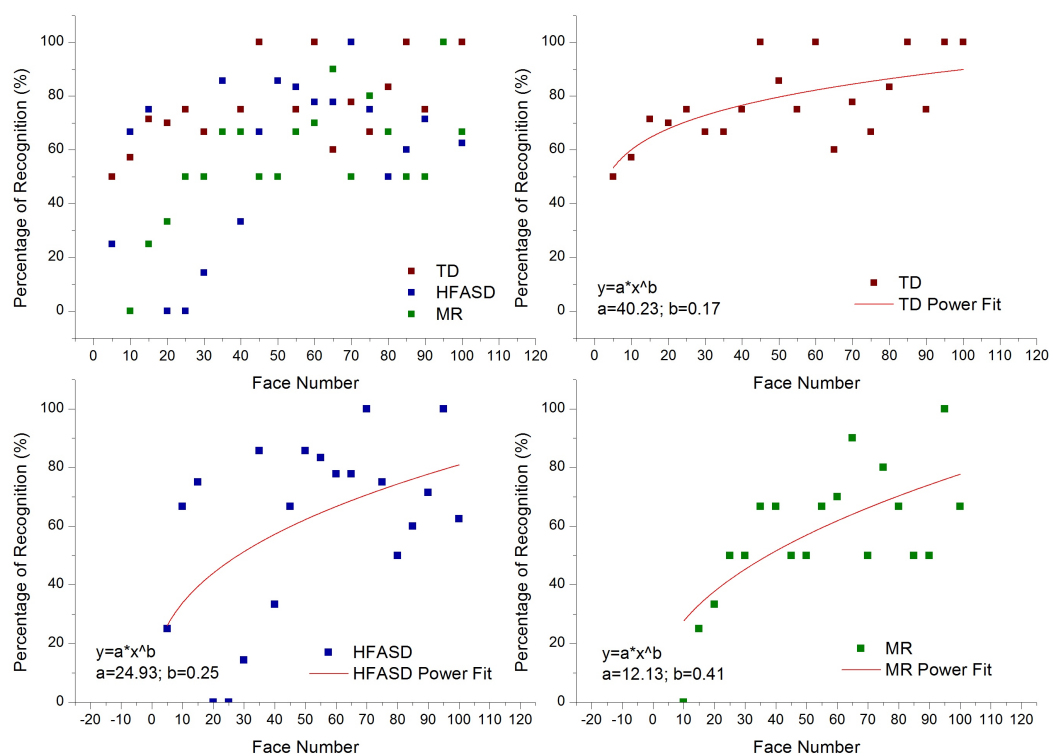 100
80
60
40
20
0
Percentage of Recognition (%)
TD
HFASD
MR
0 10 20 30 40 50 60 70 80 90 100 120
Face Number
100
80
60
40
20
0
Percentage of Recognition (%)
y=a*x^b
a=40.23; b=0.17
TD
TD Power Fit
-10 0 10 20 30 40 50 60 70 80 90 100 120
Face Number
100
80
60
40
20
0
Percentage of Recognition (%)
y=a*x^b
a=24.93; b=0.25
HFASD
HFASD Power Fit
-20 -10 0 10 20 30 40 50 60 70 80 90 100 120
Face Number
100
80
60
40
20
0
Percentage of Recognition (%)
y=a*x^b
a=12.13; b=0.41
MR
MR Power Fit
-20 -10 0 10 20 30 40 50 60 70 80 90 100 120
Face Number